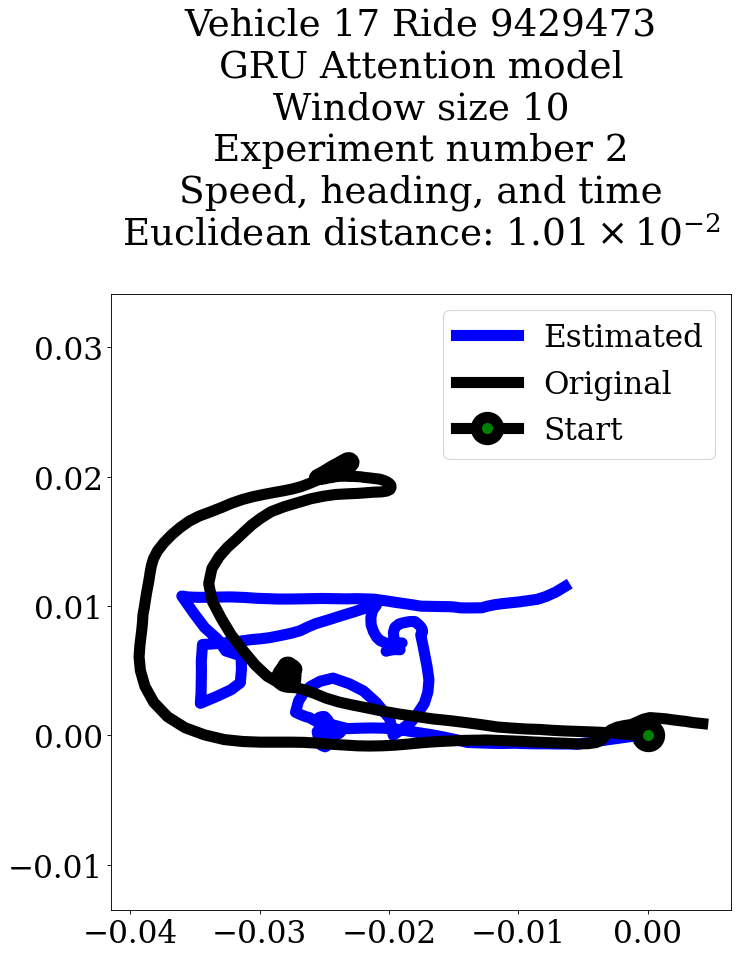 Vehicle 17 Ride 9429473
GRU Attention model
Window size 10
Experiment number 2
Speed, heading, and time
Euclidean distance: 1.01 × 10⁻²
Estimated
Original
Start
0.03
0.02
0.01
0.00
−0.01
−0.04 −0.03 −0.02 −0.01 0.00